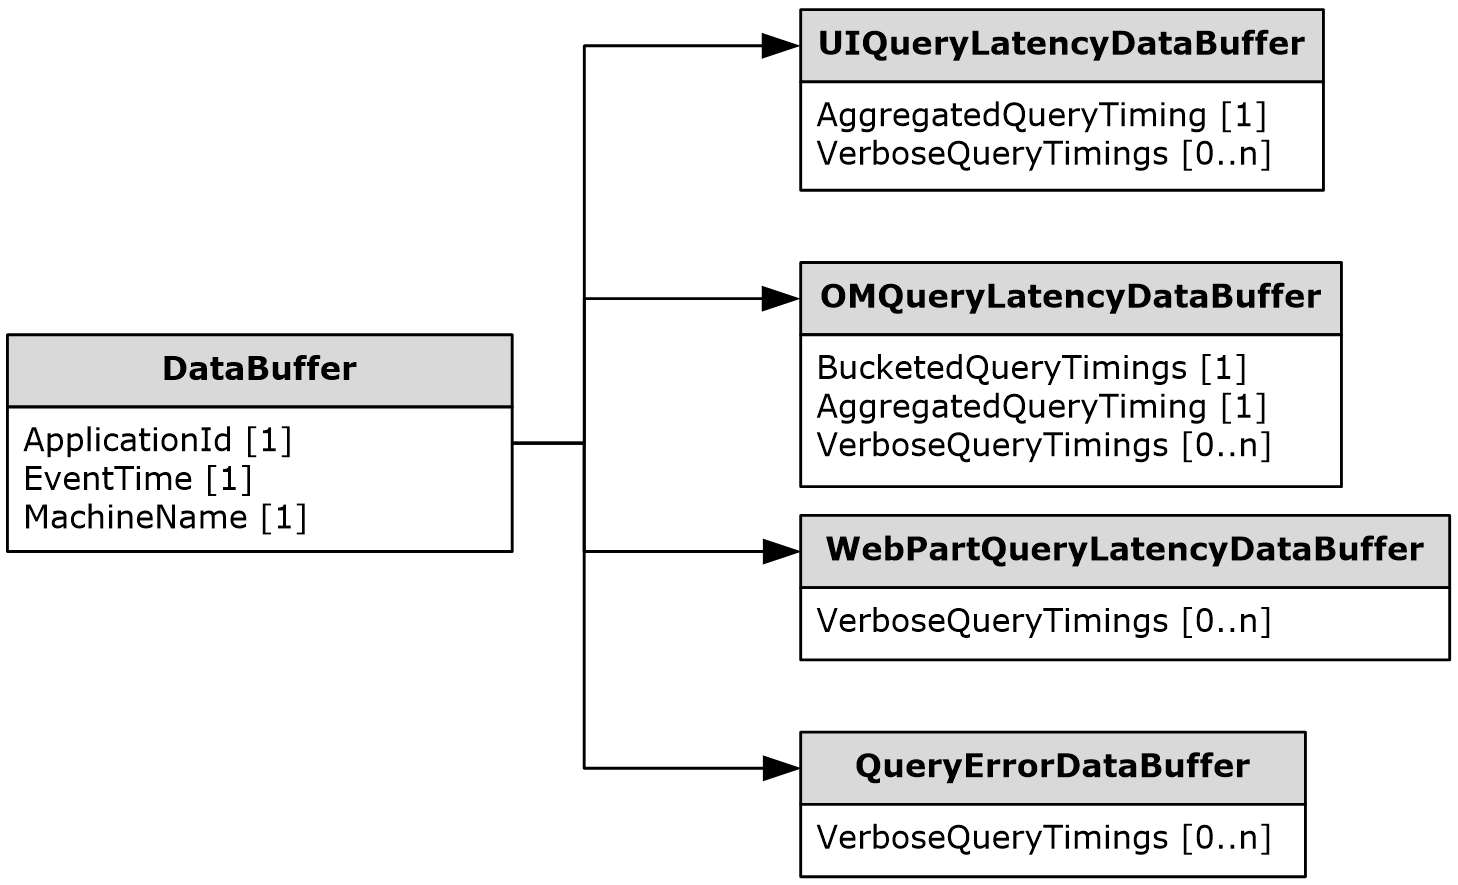 DataBuffer
ApplicationId [1]
EventTime [1]
MachineName [1]
UIQueryLatencyDataBuffer
AggregatedQueryTiming [1]
VerboseQueryTimings [0..n]
OMQueryLatencyDataBuffer
BucketedQueryTimings [1]
AggregatedQueryTiming [1]
VerboseQueryTimings [0..n]
WebPartQueryLatencyDataBuffer
VerboseQueryTimings [0..n]
QueryErrorDataBuffer
VerboseQueryTimings [0..n]